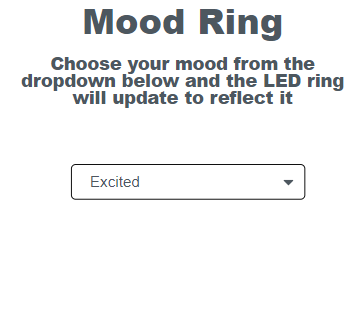 Mood Ring
Choose your mood from the
dropdown below and the LED ring
will update to reflect it
Excited